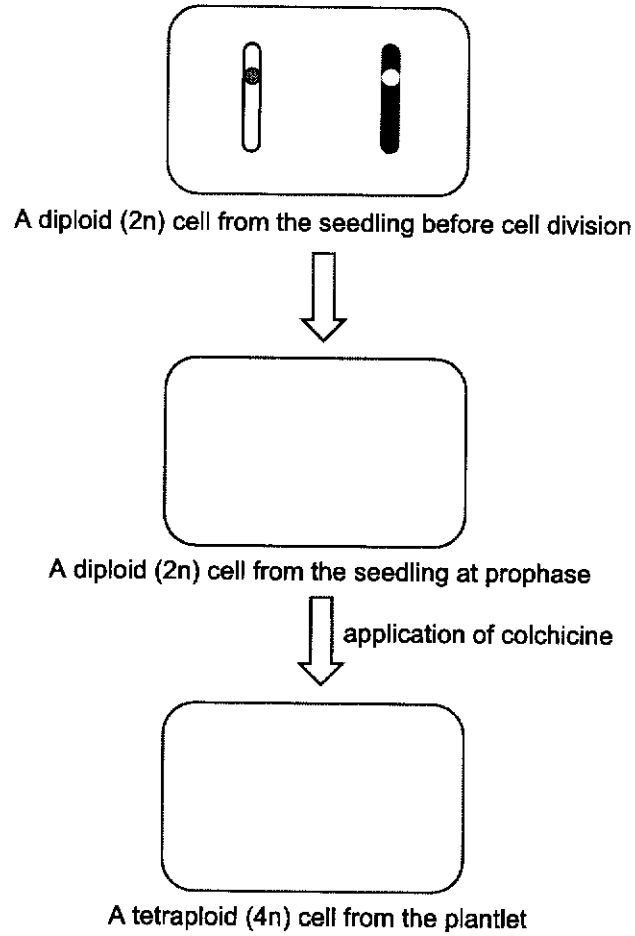 A diploid (2n) cell from the seedling before cell division
A diploid (2n) cell from the seedling at prophase
application of colchicine
A tetraploid (4n) cell from the plantlet